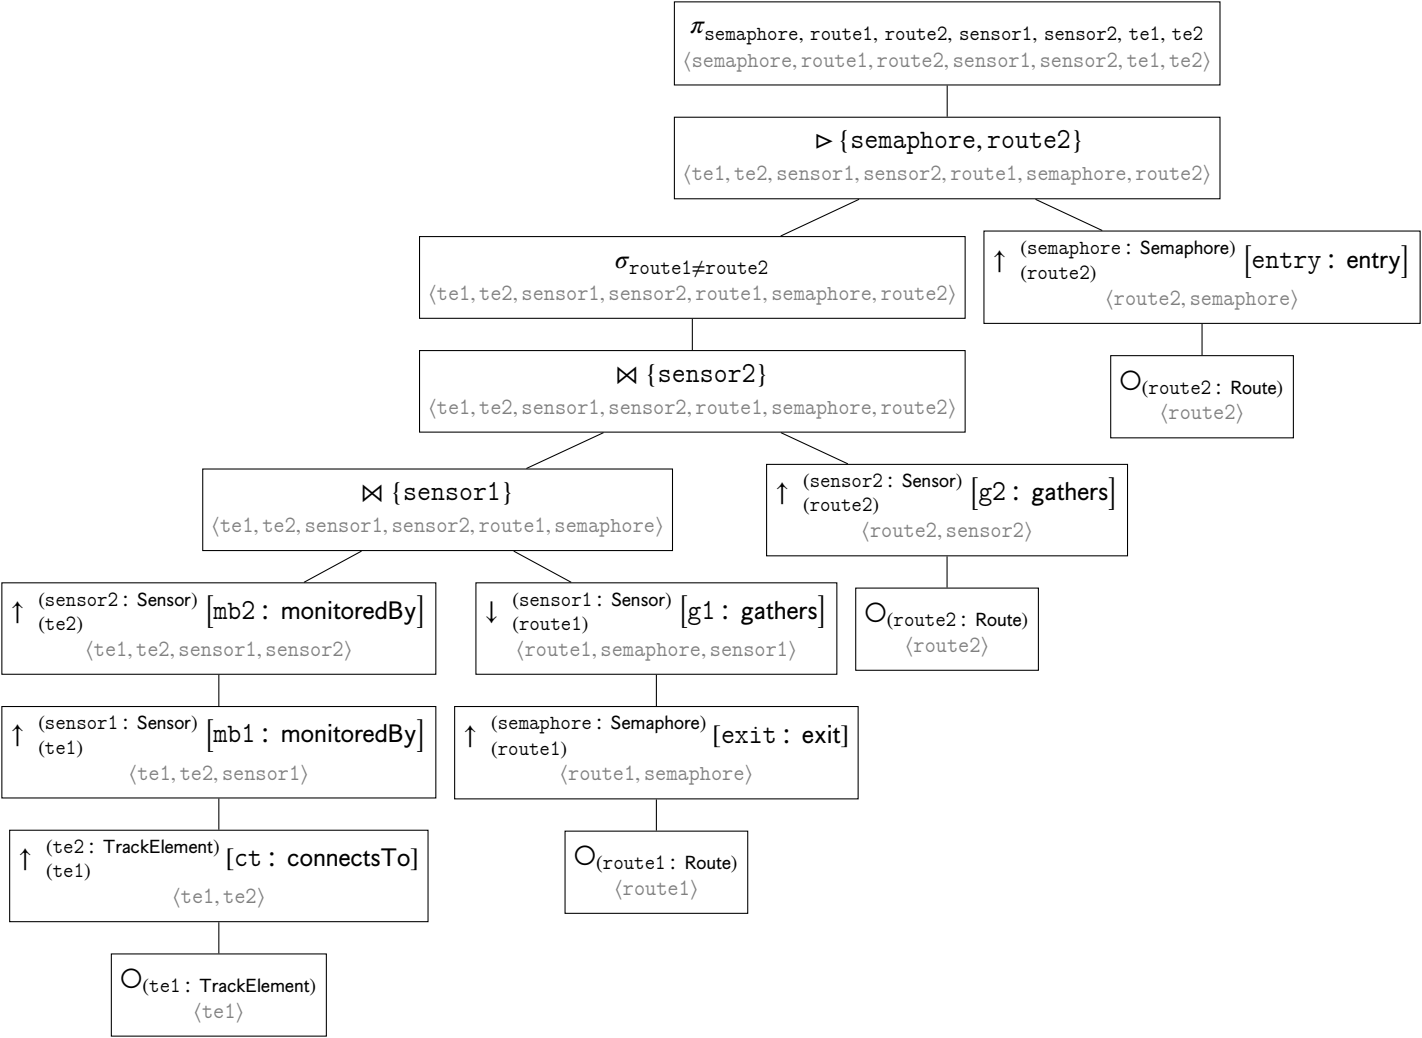 π semaphore, route1, route2, sensor1, sensor2, te1, te2
⟨semaphore, route1, route2, sensor1, sensor2, te1, te2⟩
▷ {semaphore, route2}
⟨te1, te2, sensor1, sensor2, route1, semaphore, route2⟩
σ route1≠route2
⟨te1, te2, sensor1, sensor2, route1, semaphore, route2⟩
↑ (semaphore: Semaphore) (route2) [entry: entry]
⟨route2, semaphore⟩
⋈ {sensor2}
⟨te1, te2, sensor1, sensor2, route1, semaphore, route2⟩
○(route2: Route)
⟨route2⟩
⋈ {sensor1}
⟨te1, te2, sensor1, sensor2, route1, semaphore⟩
↑ (sensor2: Sensor) (route2) [g2: gathers]
⟨route2, sensor2⟩
↑ (sensor2: Sensor) (te2) [mb2: monitoredBy]
⟨te1, te2, sensor1, sensor2⟩
↓ (sensor1: Sensor) (route1) [g1: gathers]
⟨route1, semaphore, sensor1⟩
○(route2: Route)
⟨route2⟩
↑ (sensor1: Sensor) (te1) [mb1: monitoredBy]
⟨te1, te2, sensor1⟩
↑ (semaphore: Semaphore) (route1) [exit: exit]
⟨route1, semaphore⟩
↑ (te2: TrackElement) (te1) [ct: connectsTo]
⟨te1, te2⟩
○(route1: Route)
⟨route1⟩
○(te1: TrackElement)
⟨te1⟩